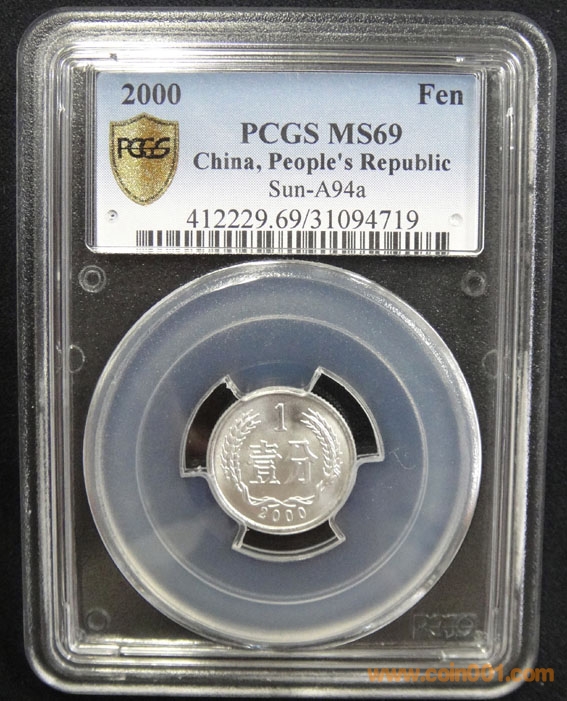 2000 Fen
PCGS
PCGS MS69
China, People's Republic
Sun-A94a
412229.69/31094719
1
壹分
2000
PCGS
www.coin001.com